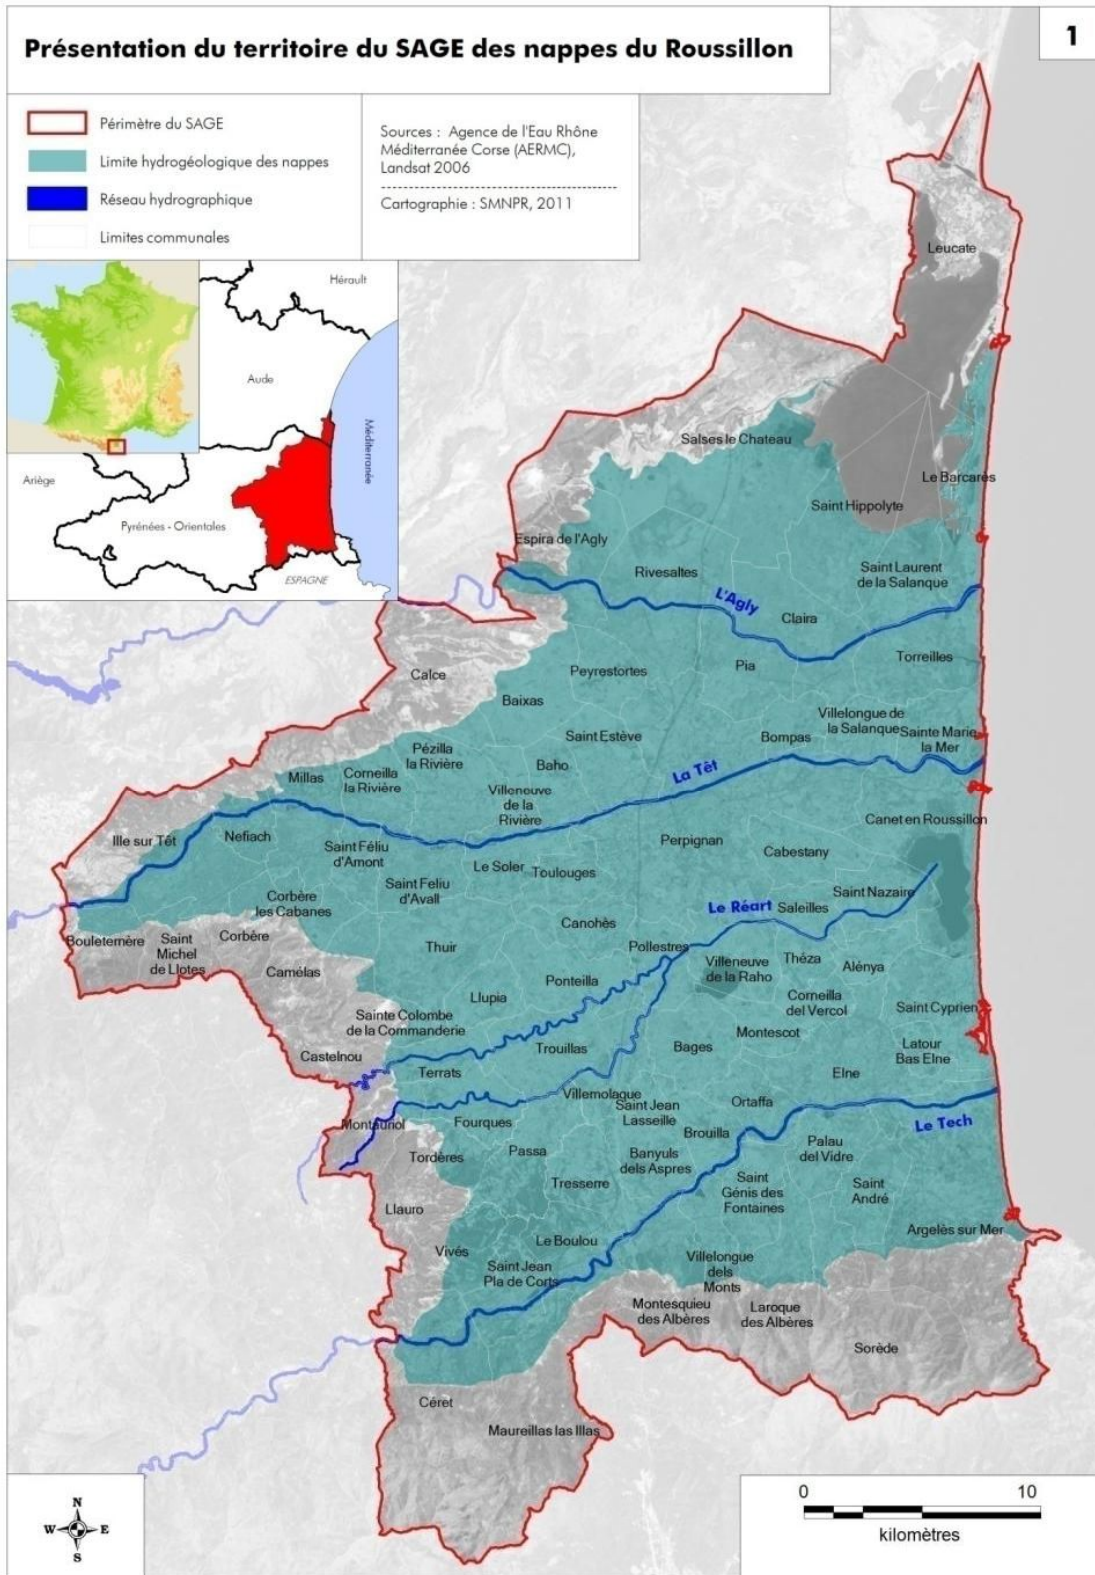 Présentation du territoire du SAGE des nappes du Roussillon
1
Périmètre du SAGE
Limite hydrogéologique des nappes
Réseau hydrographique
Limites communales
Sources : Agence de l'Eau Rhône
Méditerranée Corse (AERMC),
Landsat 2006
Cartographie : SMNPR, 2011
Hérault
Aude
Méditerranée
Ariège
Pyrénées - Orientales
ESPAGNE
Leucate
Salses le Chateau
Le Barcarès
Saint Hippolyte
Espira de l'Agly
Rivesaltes
Saint Laurent
de la Salanque
L'Agly
Claira
Torreilles
Pia
Peyrestortes
Calce
Baixas
Villelongue de
la Salanque
Sainte Marie
la Mer
Saint Estève
Bompas
Pézilla
la Rivière
Baho
La Têt
Millas
Corneilla
la Rivière
Villeneuve
de la
Rivière
Canet en Roussillon
Ille sur Têt
Nefiach
Saint Féliu
d'Amont
Perpignan
Cabestany
Le Soler
Toulouges
Saint Feliu
d'Avall
Saint Nazaire
Corbère
les Cabanes
Le Réart
Saleilles
Canohès
Bouleternère
Saint
Michel
de Llotes
Corbère
Thuir
Pollestres
Camélas
Villeneuve
de la Raho
Théza
Alénya
Ponteilla
Llupia
Corneilla
del Vercol
Saint Cyprien
Sainte Colombe
de la Commanderie
Montescot
Trouillas
Bages
Latour
Bas Elne
Castelnou
Terrats
Elne
Villemolaque
Saint Jean
Lasseille
Ortaffa
Montauriol
Fourques
Brouilla
Le Tech
Tordères
Passa
Banyuls
dels Aspres
Palau
del Vidre
Tresserre
Saint
Génis des
Fontaines
Saint
André
Llauro
Argelès sur Mer
Le Boulou
Vivés
Saint Jean
Pla de Corts
Villelongue
dels
Monts
Montesquieu
des Albères
Laroque
des Albères
Sorède
Céret
Maureillas las Illas
N
W E
S
0 10
kilomètres